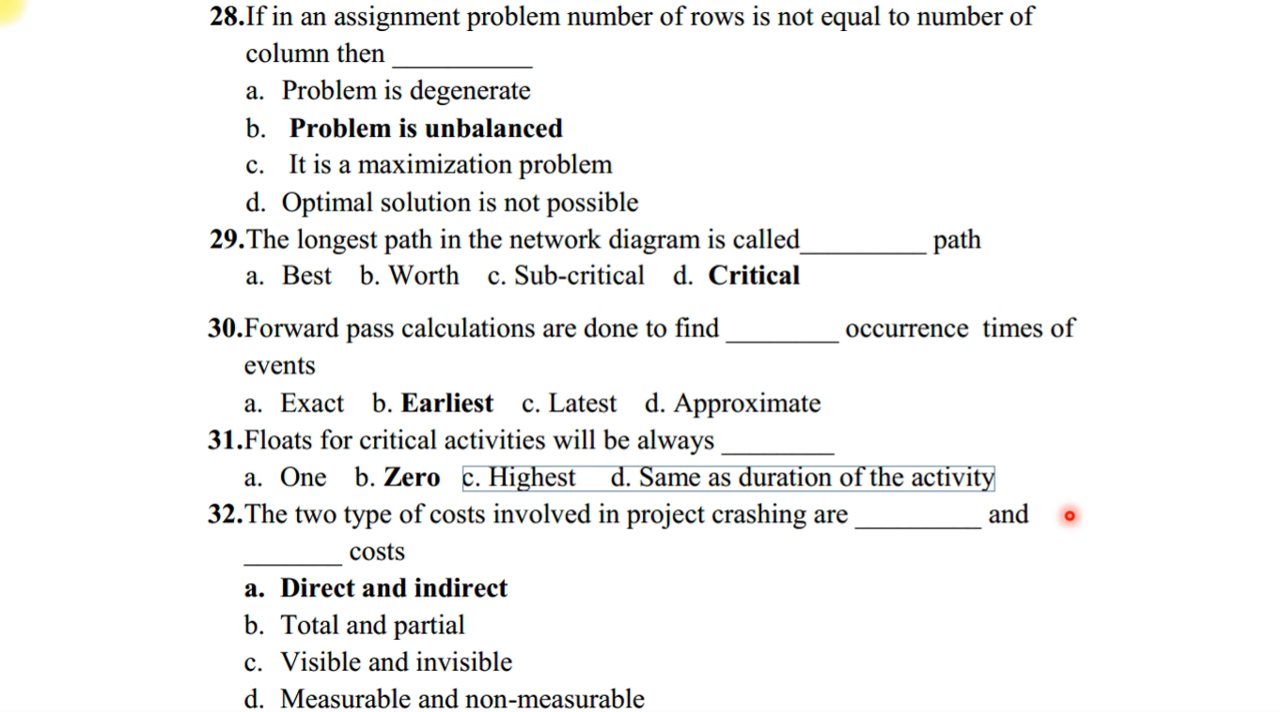 28.If in an assignment problem number of rows is not equal to number of
column then __________
a. Problem is degenerate
b. Problem is unbalanced
c. It is a maximization problem
d. Optimal solution is not possible
29.The longest path in the network diagram is called_________ path
a. Best b. Worth c. Sub-critical d. Critical
30.Forward pass calculations are done to find ________ occurrence times of
events
a. Exact b. Earliest c. Latest d. Approximate
31.Floats for critical activities will be always ________
a. One b. Zero c. Highest d. Same as duration of the activity
32.The two type of costs involved in project crashing are _________ and
_______ costs
a. Direct and indirect
b. Total and partial
c. Visible and invisible
d. Measurable and non-measurable